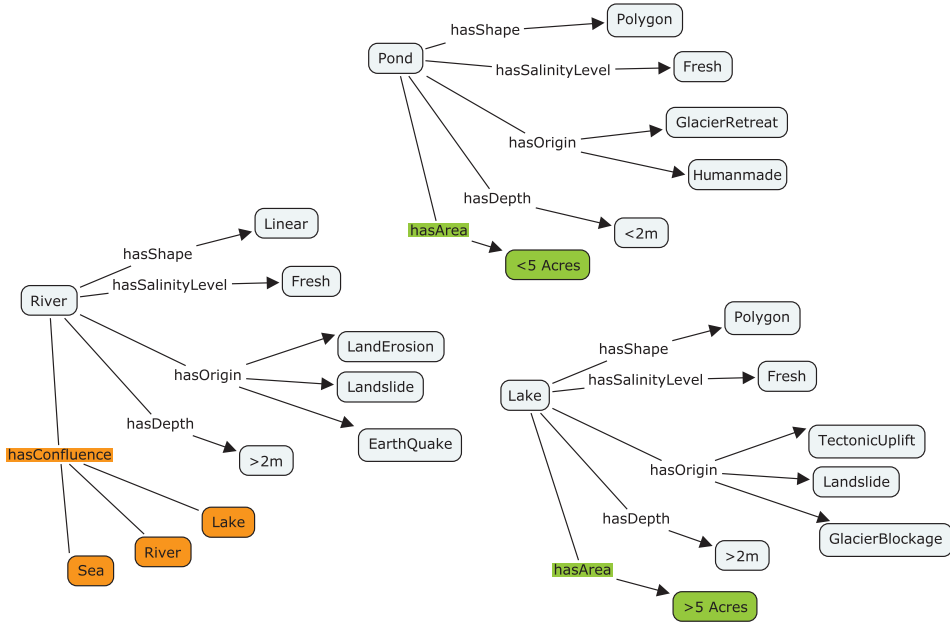 Pond
hasShape
Polygon
hasSalinityLevel
Fresh
hasOrigin
GlacierRetreat
Humanmade
hasDepth
<2m
hasArea
<5 Acres
River
hasShape
Linear
hasSalinityLevel
Fresh
hasOrigin
LandErosion
Landslide
EarthQuake
hasDepth
>2m
hasConfluence
Lake
River
Sea
Lake
hasShape
Polygon
hasSalinityLevel
Fresh
hasOrigin
TectonicUplift
Landslide
GlacierBlockage
hasDepth
>2m
hasArea
>5 Acres